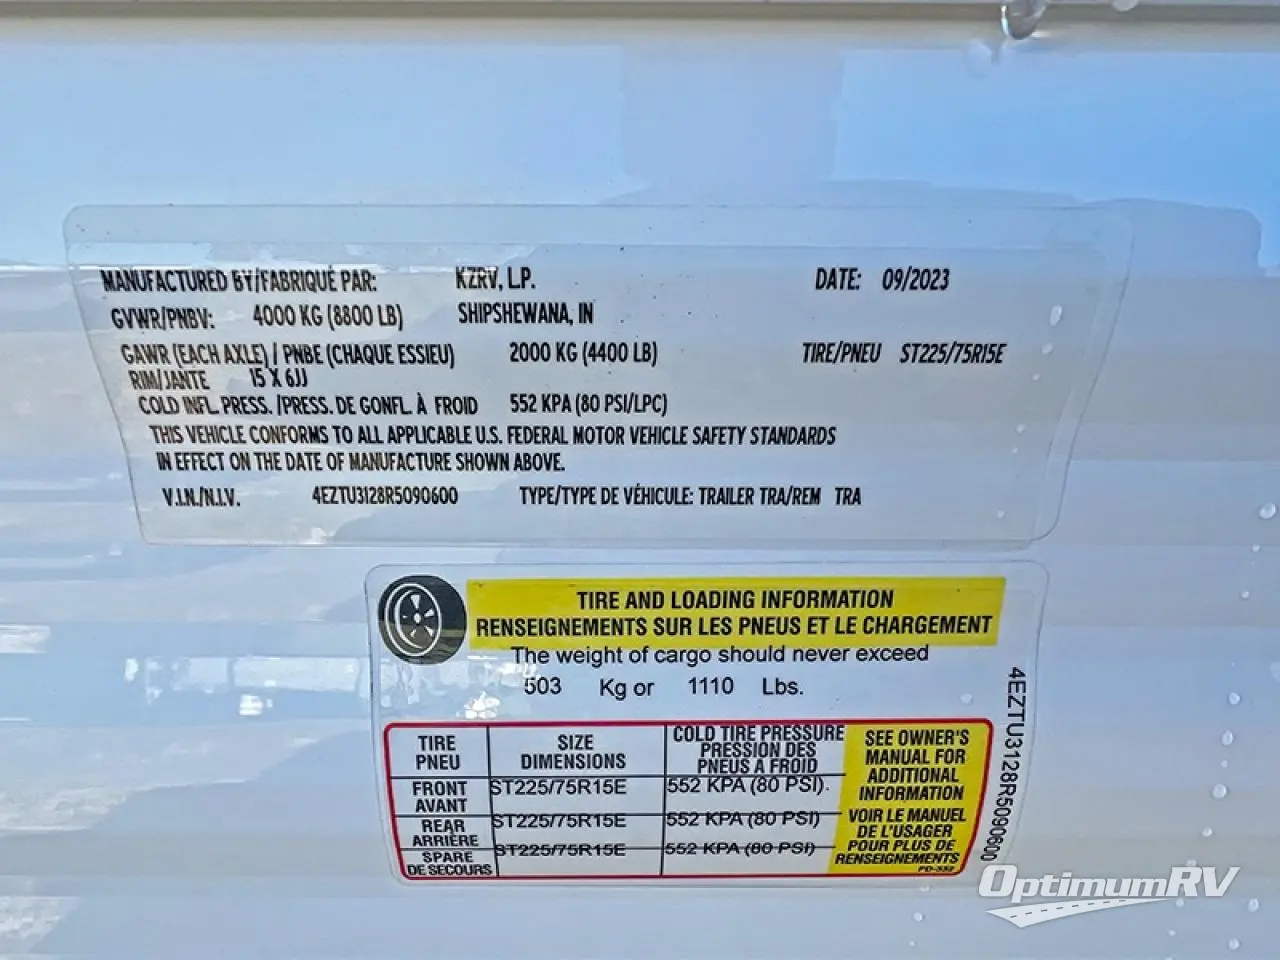 MANUFACTURED BY/FABRIQUÉ PAR: KZRV, L.P. DATE: 09/2023
GVWR/PNBV: 4000 KG (8800 LB) SHIPSHEWANA, IN
GAWR (EACH AXLE) / PNBE (CHAQUE ESSIEU) 2000 KG (4400 LB) TIRE/PNEU ST225/75R15E
RIM/JANTE 15 X 6JJ
COLD INFL. PRESS. /PRESS. DE GONFL. À FROID 552 KPA (80 PSI/LPC)
THIS VEHICLE CONFORMS TO ALL APPLICABLE U.S. FEDERAL MOTOR VEHICLE SAFETY STANDARDS
IN EFFECT ON THE DATE OF MANUFACTURE SHOWN ABOVE.
V.I.N./N.I.V. 4EZTU3128R5090600 TYPE/TYPE DE VÉHICULE: TRAILER TRA/REM TRA
TIRE AND LOADING INFORMATION
RENSEIGNEMENTS SUR LES PNEUS ET LE CHARGEMENT
The weight of cargo should never exceed
503 Kg or 1110 Lbs.
4EZTU3128R5090600
TIRE
PNEU
SIZE
DIMENSIONS
COLD TIRE PRESSURE
PRESSION DES
PNEUS A FROID
FRONT
AVANT
ST225/75R15E
552 KPA (80 PSI).
REAR
ARRIÈRE
ST225/75R15E
552 KPA (80 PSI)
SPARE
DE SECOURS
ST225/75R15E
552 KPA (80 PSI)
SEE OWNER'S
MANUAL FOR
ADDITIONAL
INFORMATION
VOIR LE MANUEL
DE L'USAGER
POUR PLUS DE
RENSEIGNEMENTS
PD-332
OptimumRV